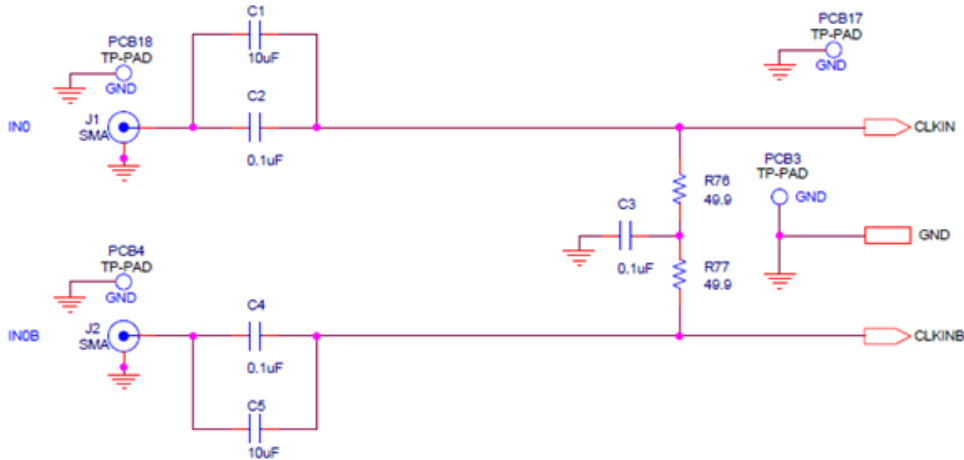 C1
10uF
PCB18
TP-PAD
GND
PCB17
TP-PAD
GND
C2
0.1uF
IN0
J1
SMA
CLKIN
R76
49.9
PCB3
TP-PAD
GND
C3
0.1uF
GND
R77
49.9
PCB4
TP-PAD
GND
C4
0.1uF
IN0B
J2
SMA
CLKINB
C5
10uF